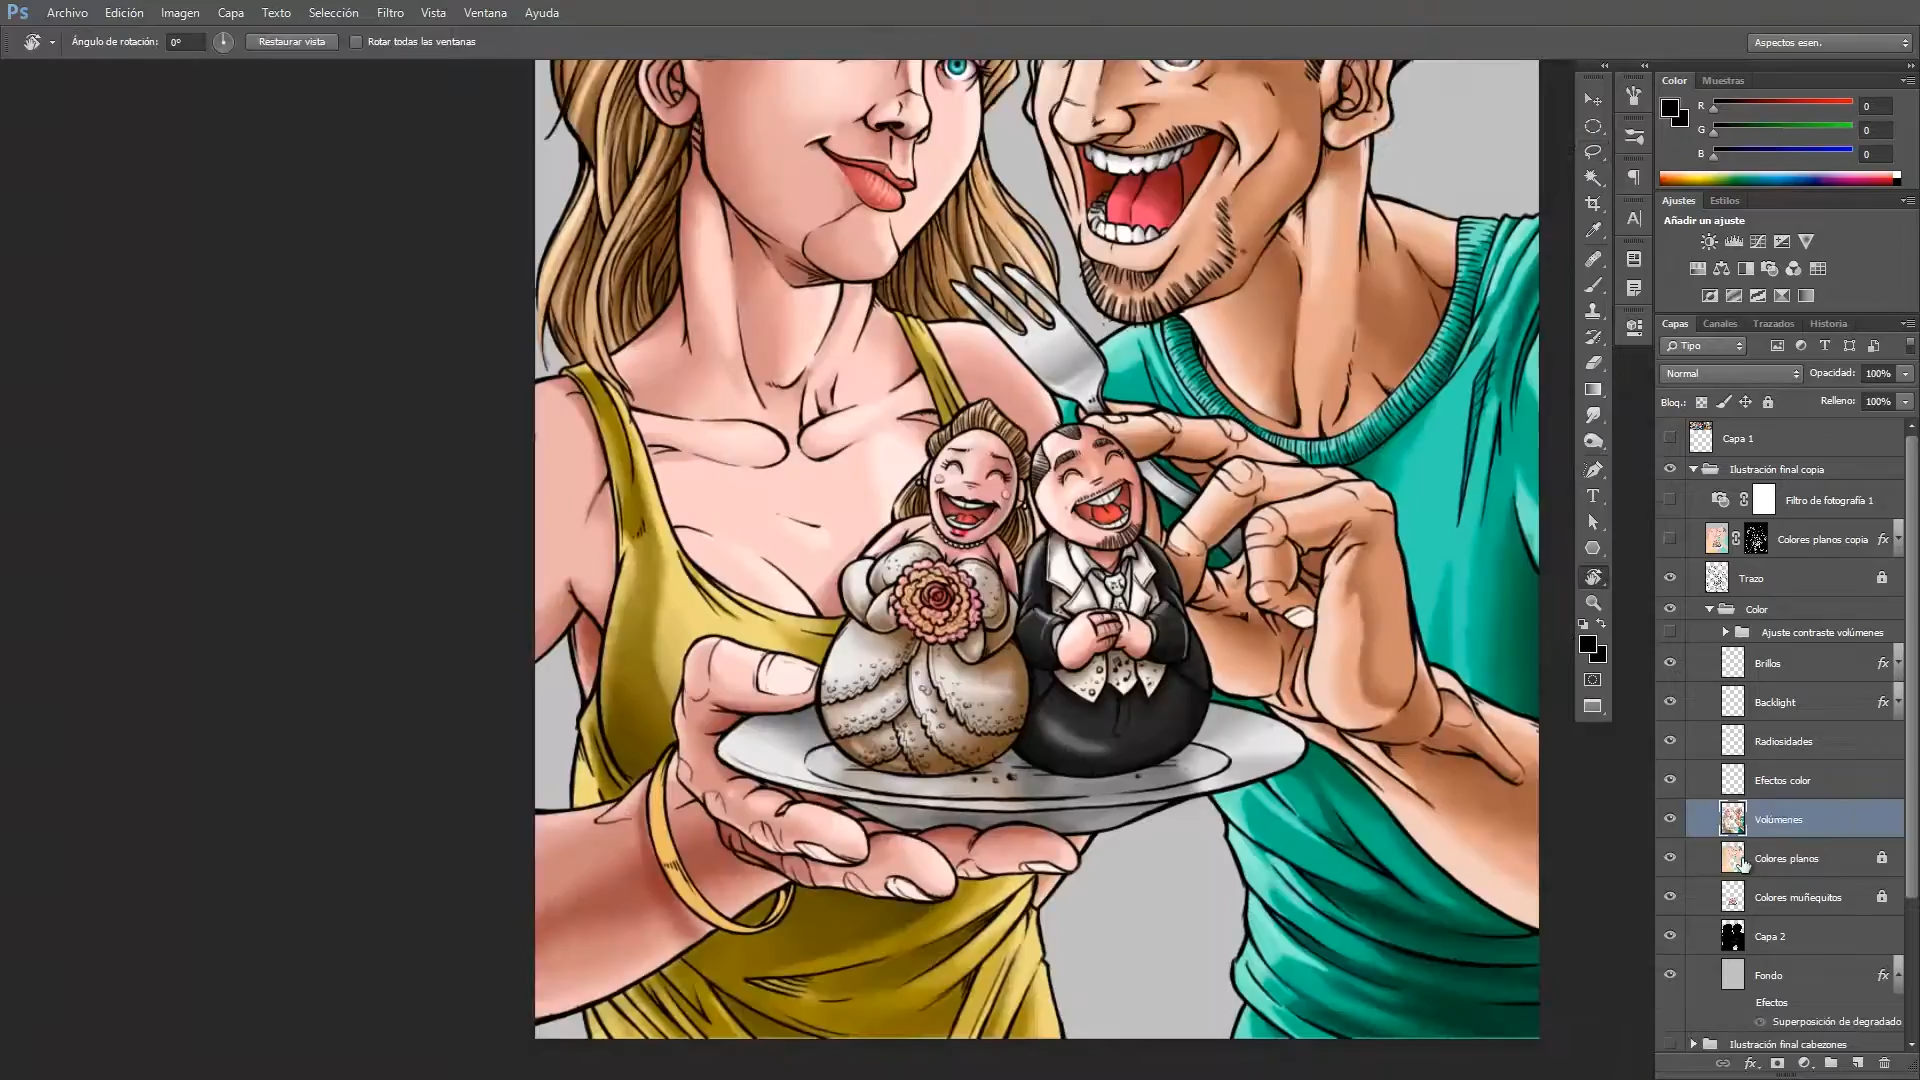 Ps Archivo Edición Imagen Capa Texto Selección Filtro Vista Ventana Ayuda
Ángulo de rotación: 0° Restaurar vista Rotar todas las ventanas Aspectos esen.
Color Muestras
R 0
G 0
B 0
Ajustes Estilos
Añadir un ajuste
Capas Canales Trazados Historia
Tipo
Normal Opacidad: 100%
Bloq.: Relleno: 100%
Capa 1
Ilustración final copia
Filtro de fotografía 1
Colores planos copia fx
Trazo
Color
Ajuste contraste volúmenes
Brillos fx
Backlight fx
Radiosidades
Efectos color
Volúmenes
Colores planos
Colores muñequitos
Capa 2
Fondo fx
Efectos
Superposición de degradado
Ilustración final cabezones